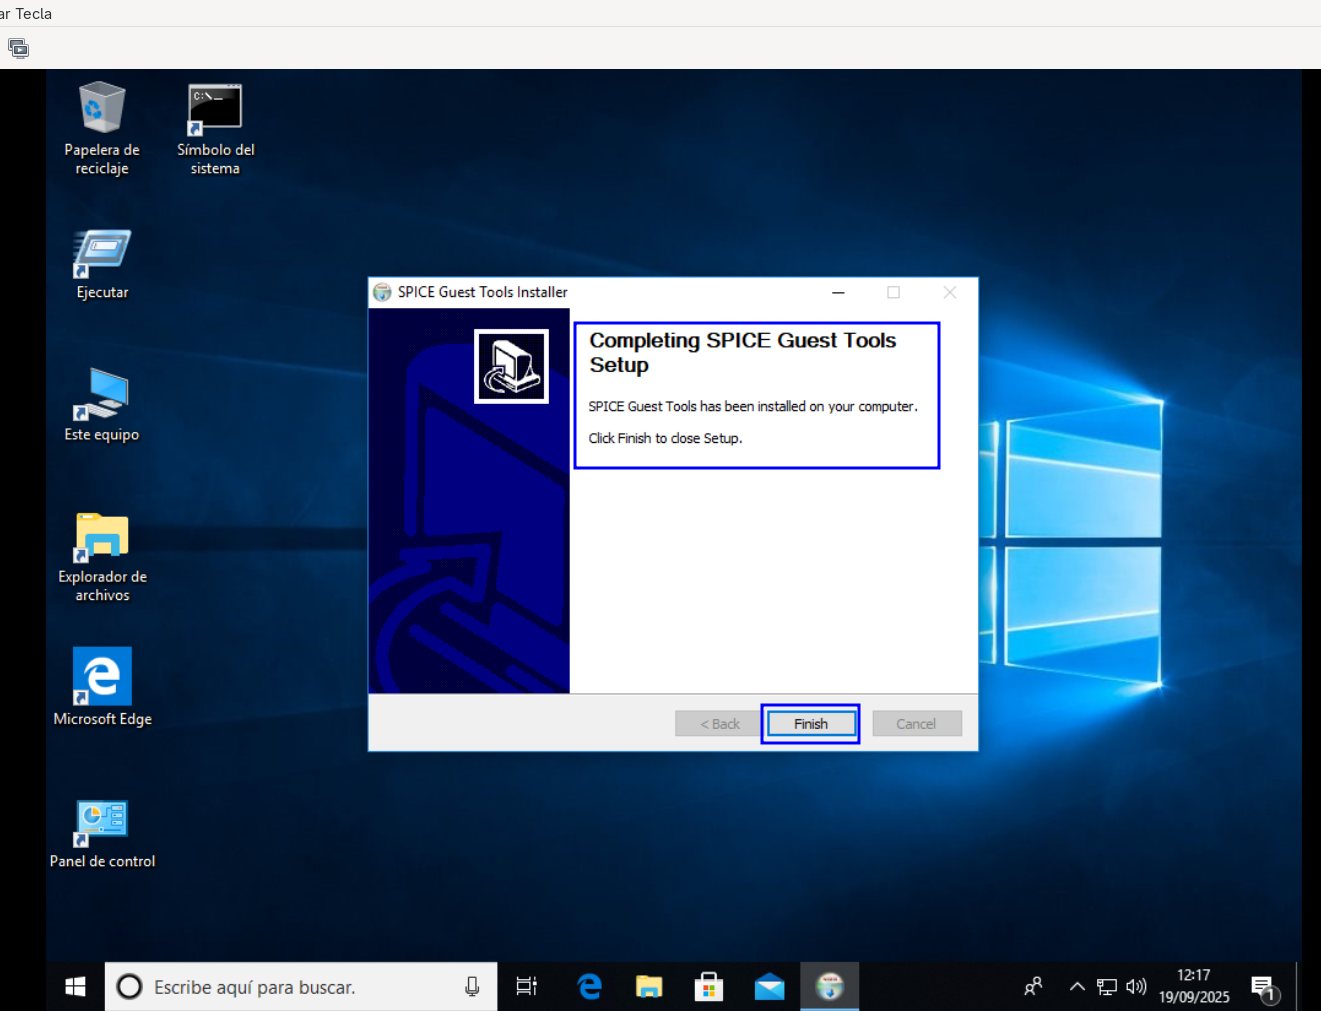 ar Tecla
Papelera de
reciclaje
Símbolo del
sistema
Ejecutar
Este equipo
Explorador de
archivos
Microsoft Edge
Panel de control
C:\_
SPICE Guest Tools Installer
Completing SPICE Guest Tools
Setup
SPICE Guest Tools has been installed on your computer.
Click Finish to close Setup.
< Back
Finish
Cancel
Escribe aquí para buscar.
12:17
19/09/2025
1